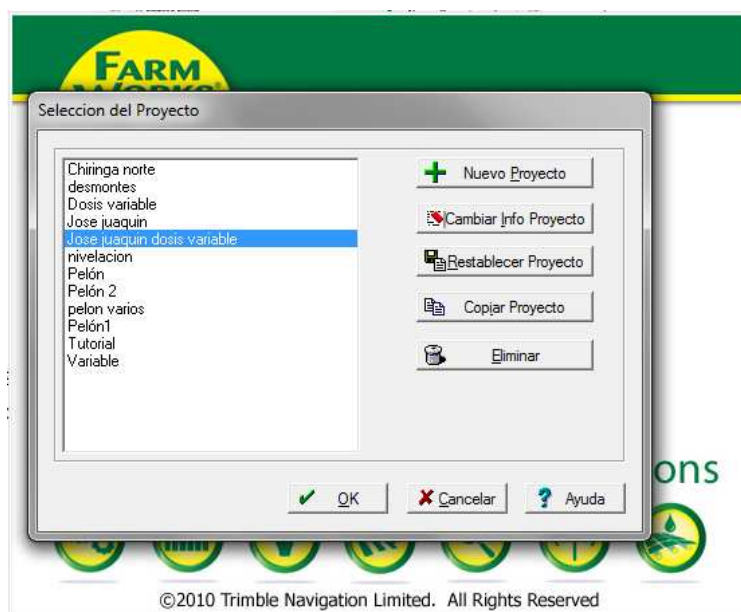 FARM
WORKS
Seleccion del Proyecto
Chiringa norte
desmontes
Dosis variable
Jose juaquin
Jose juaquin dosis variable
nivelacion
Pelón
Pelón 2
pelon varios
Pelón1
Tutorial
Variable
Nuevo Proyecto
Cambiar Info Proyecto
Restablecer Proyecto
Copiar Proyecto
Eliminar
OK
Cancelar
Ayuda
ons
©2010 Trimble Navigation Limited. All Rights Reserved